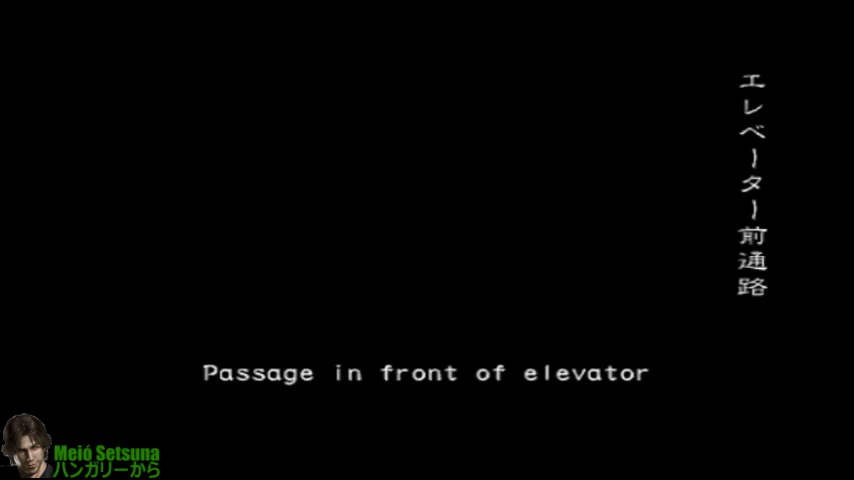 エレベーター前通路
Passage in front of elevator
Meió Setsuna
ハンガリーから